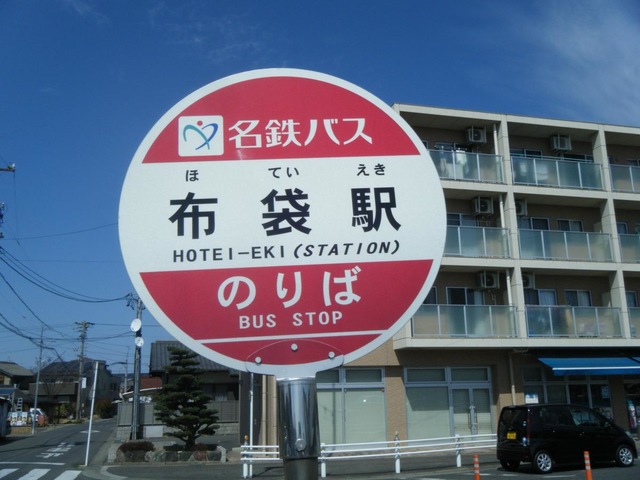 名鉄バス
ほ てい えき
布袋駅
HOTEI-EKI (STATION)
のりば
BUS STOP